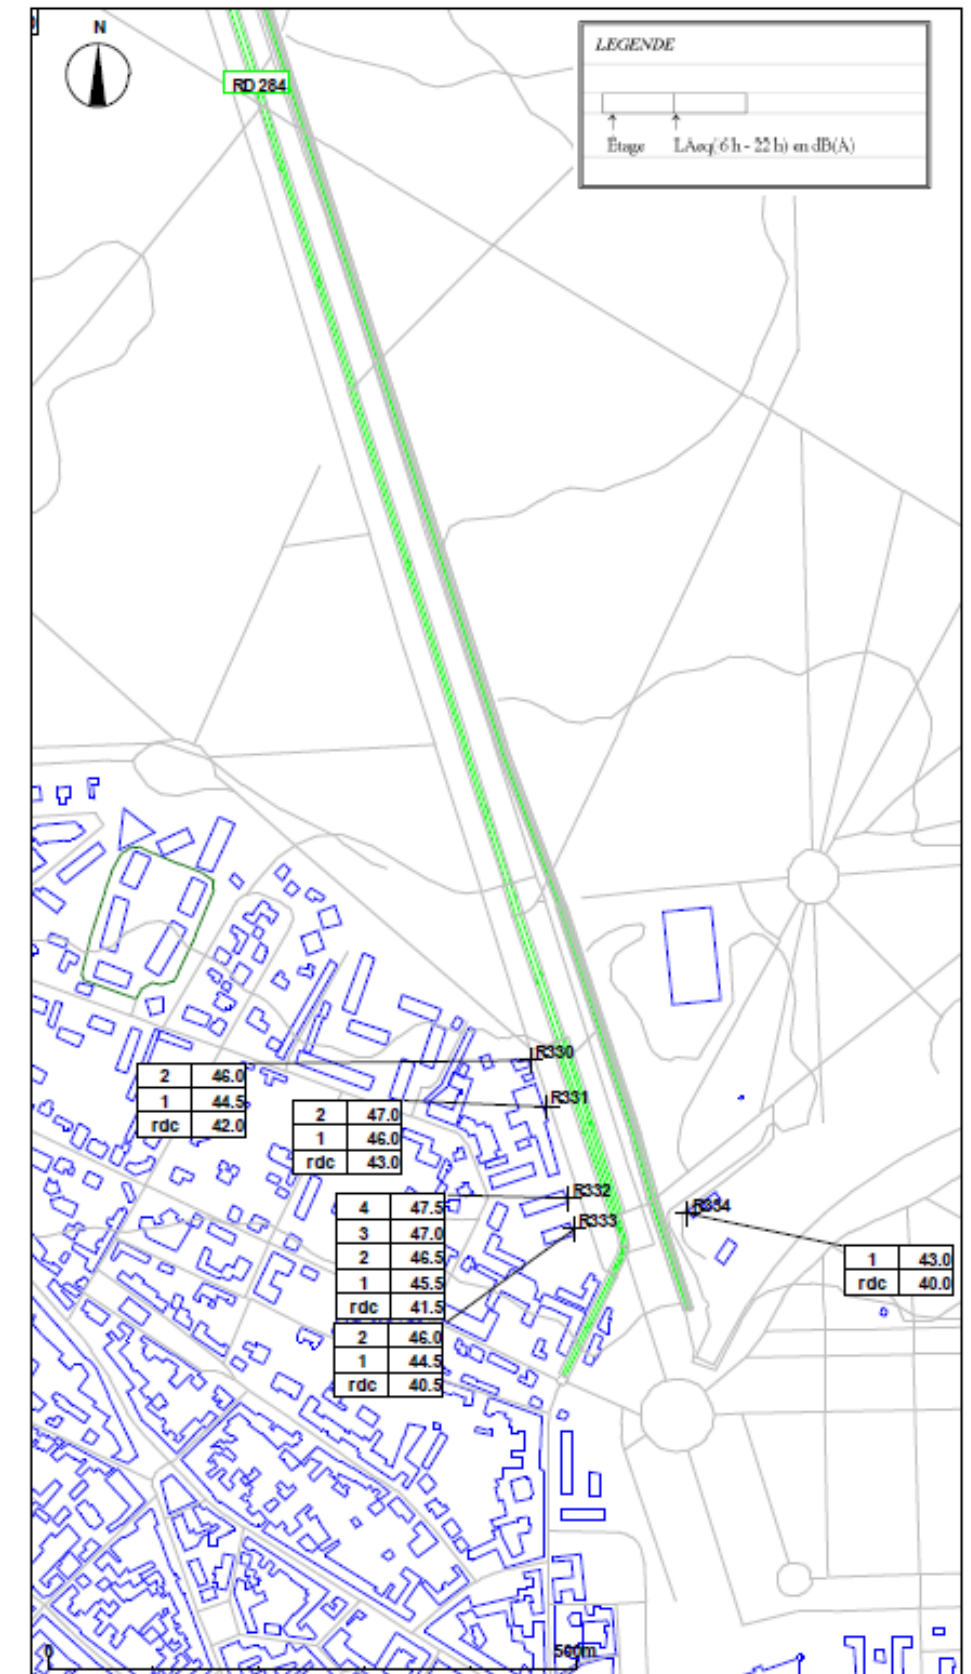 N
LEGENDE
RD 284
Étage LAeq( 6 h - 22 h) en dB(A)
R330
2 46.0
1 44.5
rdc 42.0
R331
2 47.0
1 46.0
rdc 43.0
R332
4 47.5
3 47.0
2 46.5
1 45.5
rdc 41.5
R333
2 46.0
1 44.5
rdc 40.5
R334
1 43.0
rdc 40.0
0 500m